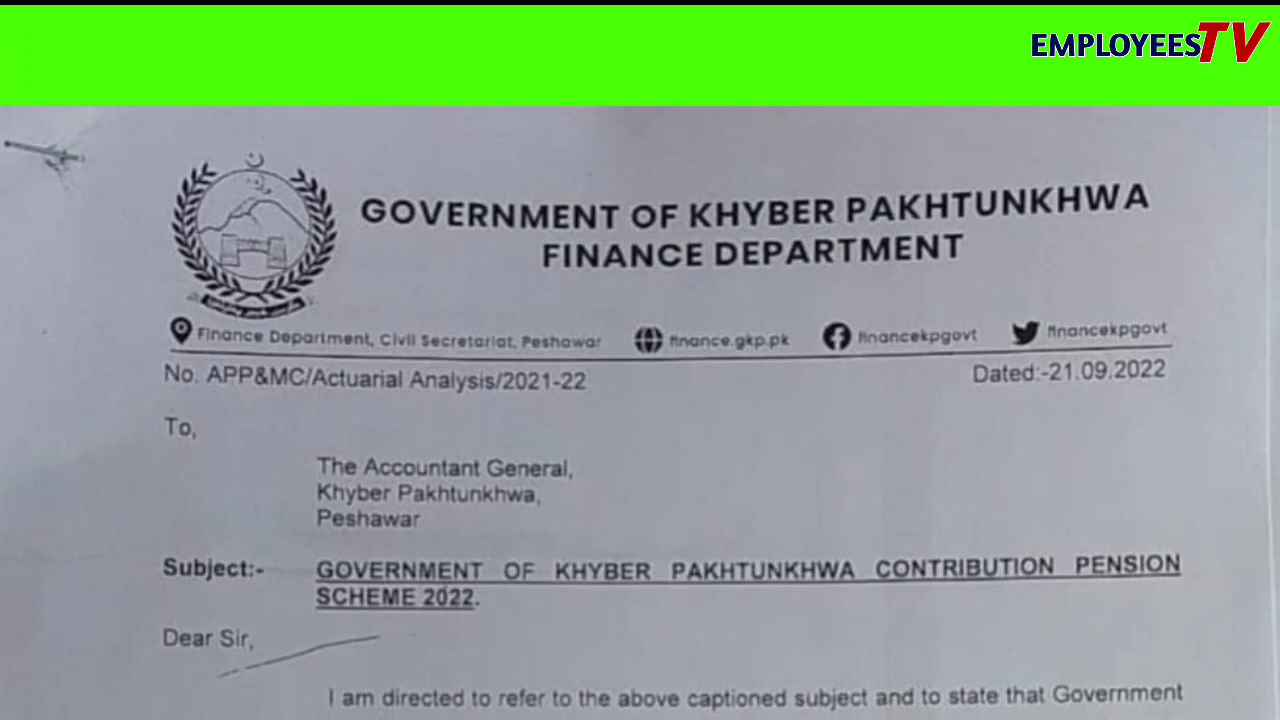 EMPLOYEES TV
GOVERNMENT OF KHYBER PAKHTUNKHWA
FINANCE DEPARTMENT
Finance Department, Civil Secretariat, Peshawar finance.gkp.pk financekpgovt financekpgovt
No. APP&MC/Actuarial Analysis/2021-22 Dated:-21.09.2022
To,
The Accountant General,
Khyber Pakhtunkhwa,
Peshawar
Subject:- GOVERNMENT OF KHYBER PAKHTUNKHWA CONTRIBUTION PENSION
SCHEME 2022.
Dear Sir,
I am directed to refer to the above captioned subject and to state that Government